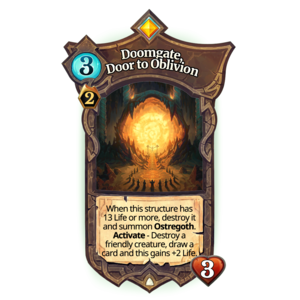 Doomgate,
Door to Oblivion
3
2
When this structure has
13 Life or more, destroy it
and summon Ostregoth.
Activate - Destroy a
friendly creature, draw a
card and this gains +2 Life.
3